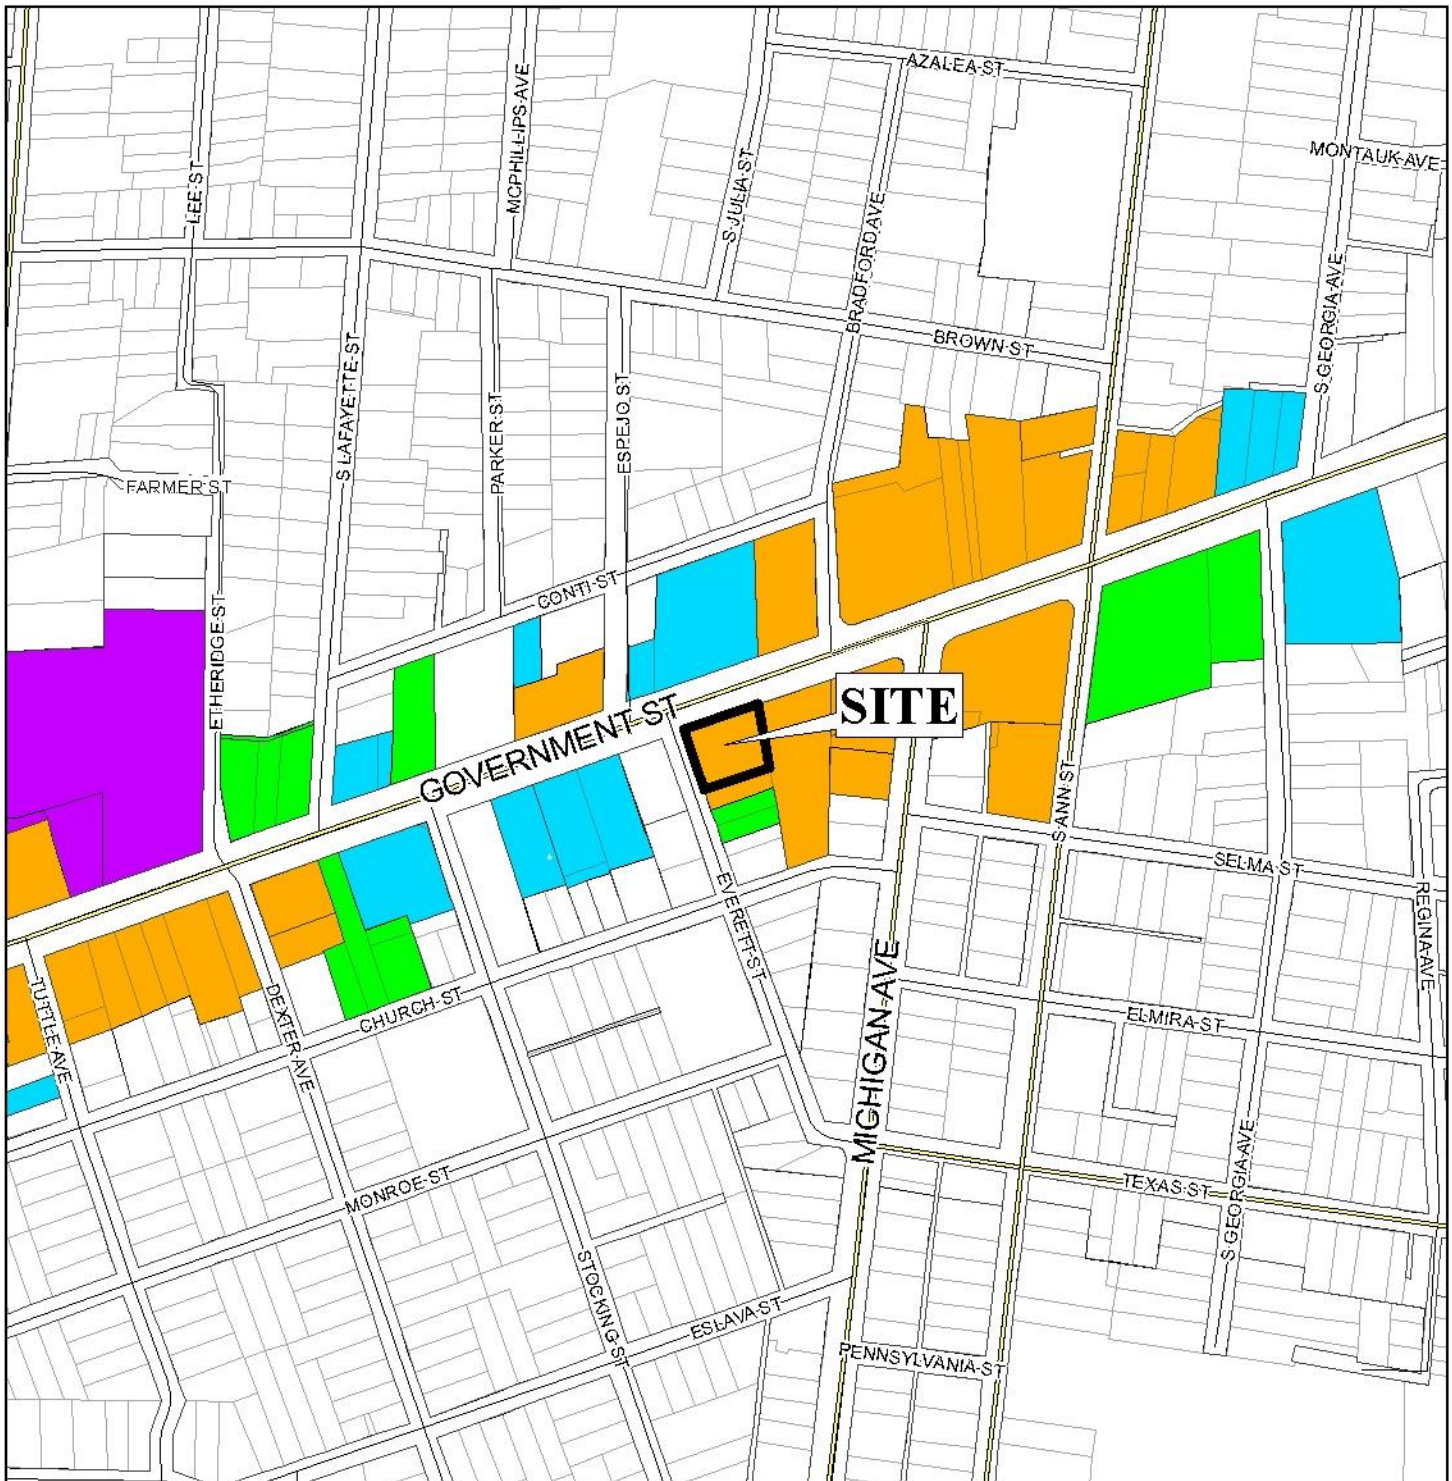 AZALEA ST
MCPHILLIPS AVE
MONTAUK AVE
LEE ST
S JULIA ST
BRADFORD AVE
S GEORGIA AVE
BROWN ST
S LAFAYETTE ST
PARKER ST
ESPEJO ST
FARMER ST
CONTI ST
ETHERIDGE ST
GOVERNMENT ST
SITE
S ANN ST
SELMA ST
EVERETT ST
REGINA AVE
TUTTLE AVE
DEXTER AVE
CHURCH ST
MICHIGAN AVE
ELMIRA ST
MONROE ST
TEXAS ST
S GEORGIA AVE
STOCKING ST
ESLAVA ST
PENNSYLVANIA ST